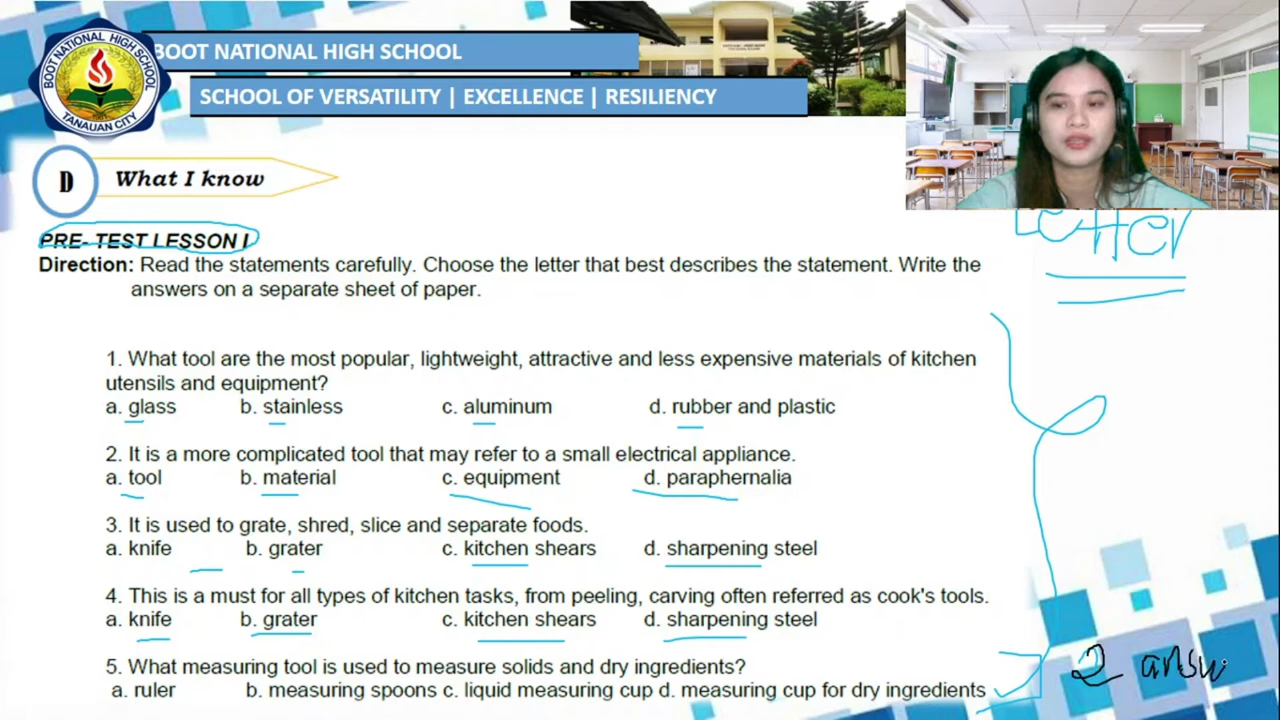 BOOT NATIONAL HIGH SCHOOL
SCHOOL OF VERSATILITY | EXCELLENCE | RESILIENCY
BOOT NATIONAL HIGH SCHOOL
TANAUAN CITY
D What I know
PRE- TEST LESSON I
Direction: Read the statements carefully. Choose the letter that best describes the statement. Write the
answers on a separate sheet of paper.
1. What tool are the most popular, lightweight, attractive and less expensive materials of kitchen
utensils and equipment?
a. glass b. stainless c. aluminum d. rubber and plastic
2. It is a more complicated tool that may refer to a small electrical appliance.
a. tool b. material c. equipment d. paraphernalia
3. It is used to grate, shred, slice and separate foods.
a. knife b. grater c. kitchen shears d. sharpening steel
4. This is a must for all types of kitchen tasks, from peeling, carving often referred as cook's tools.
a. knife b. grater c. kitchen shears d. sharpening steel
5. What measuring tool is used to measure solids and dry ingredients?
a. ruler b. measuring spoons c. liquid measuring cup d. measuring cup for dry ingredients
2 answ